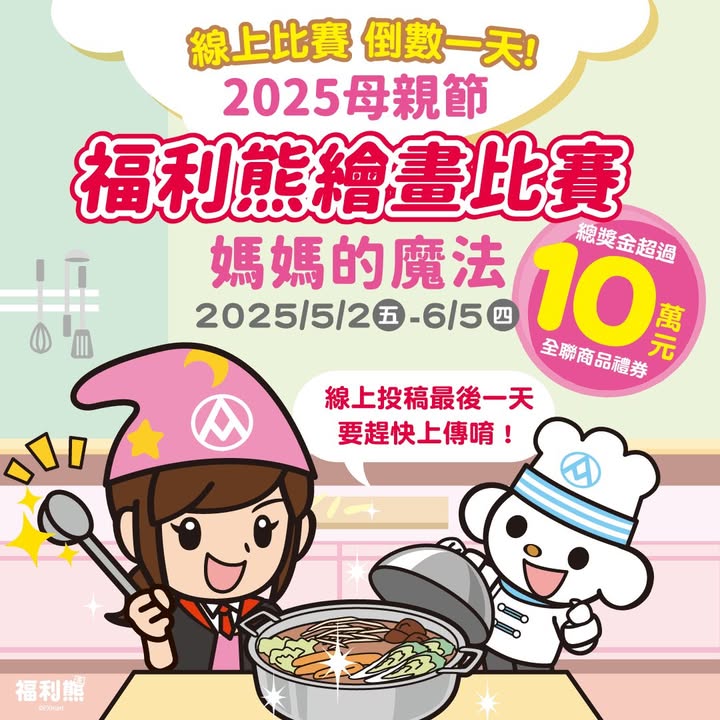 線上比賽 倒數一天!
2025母親節
福利熊繪畫比賽
媽媽的魔法
2025/5/2五-6/5四
總獎金超過
10萬元
全聯商品禮券
線上投稿最後一天
要趕快上傳唷！
福利熊